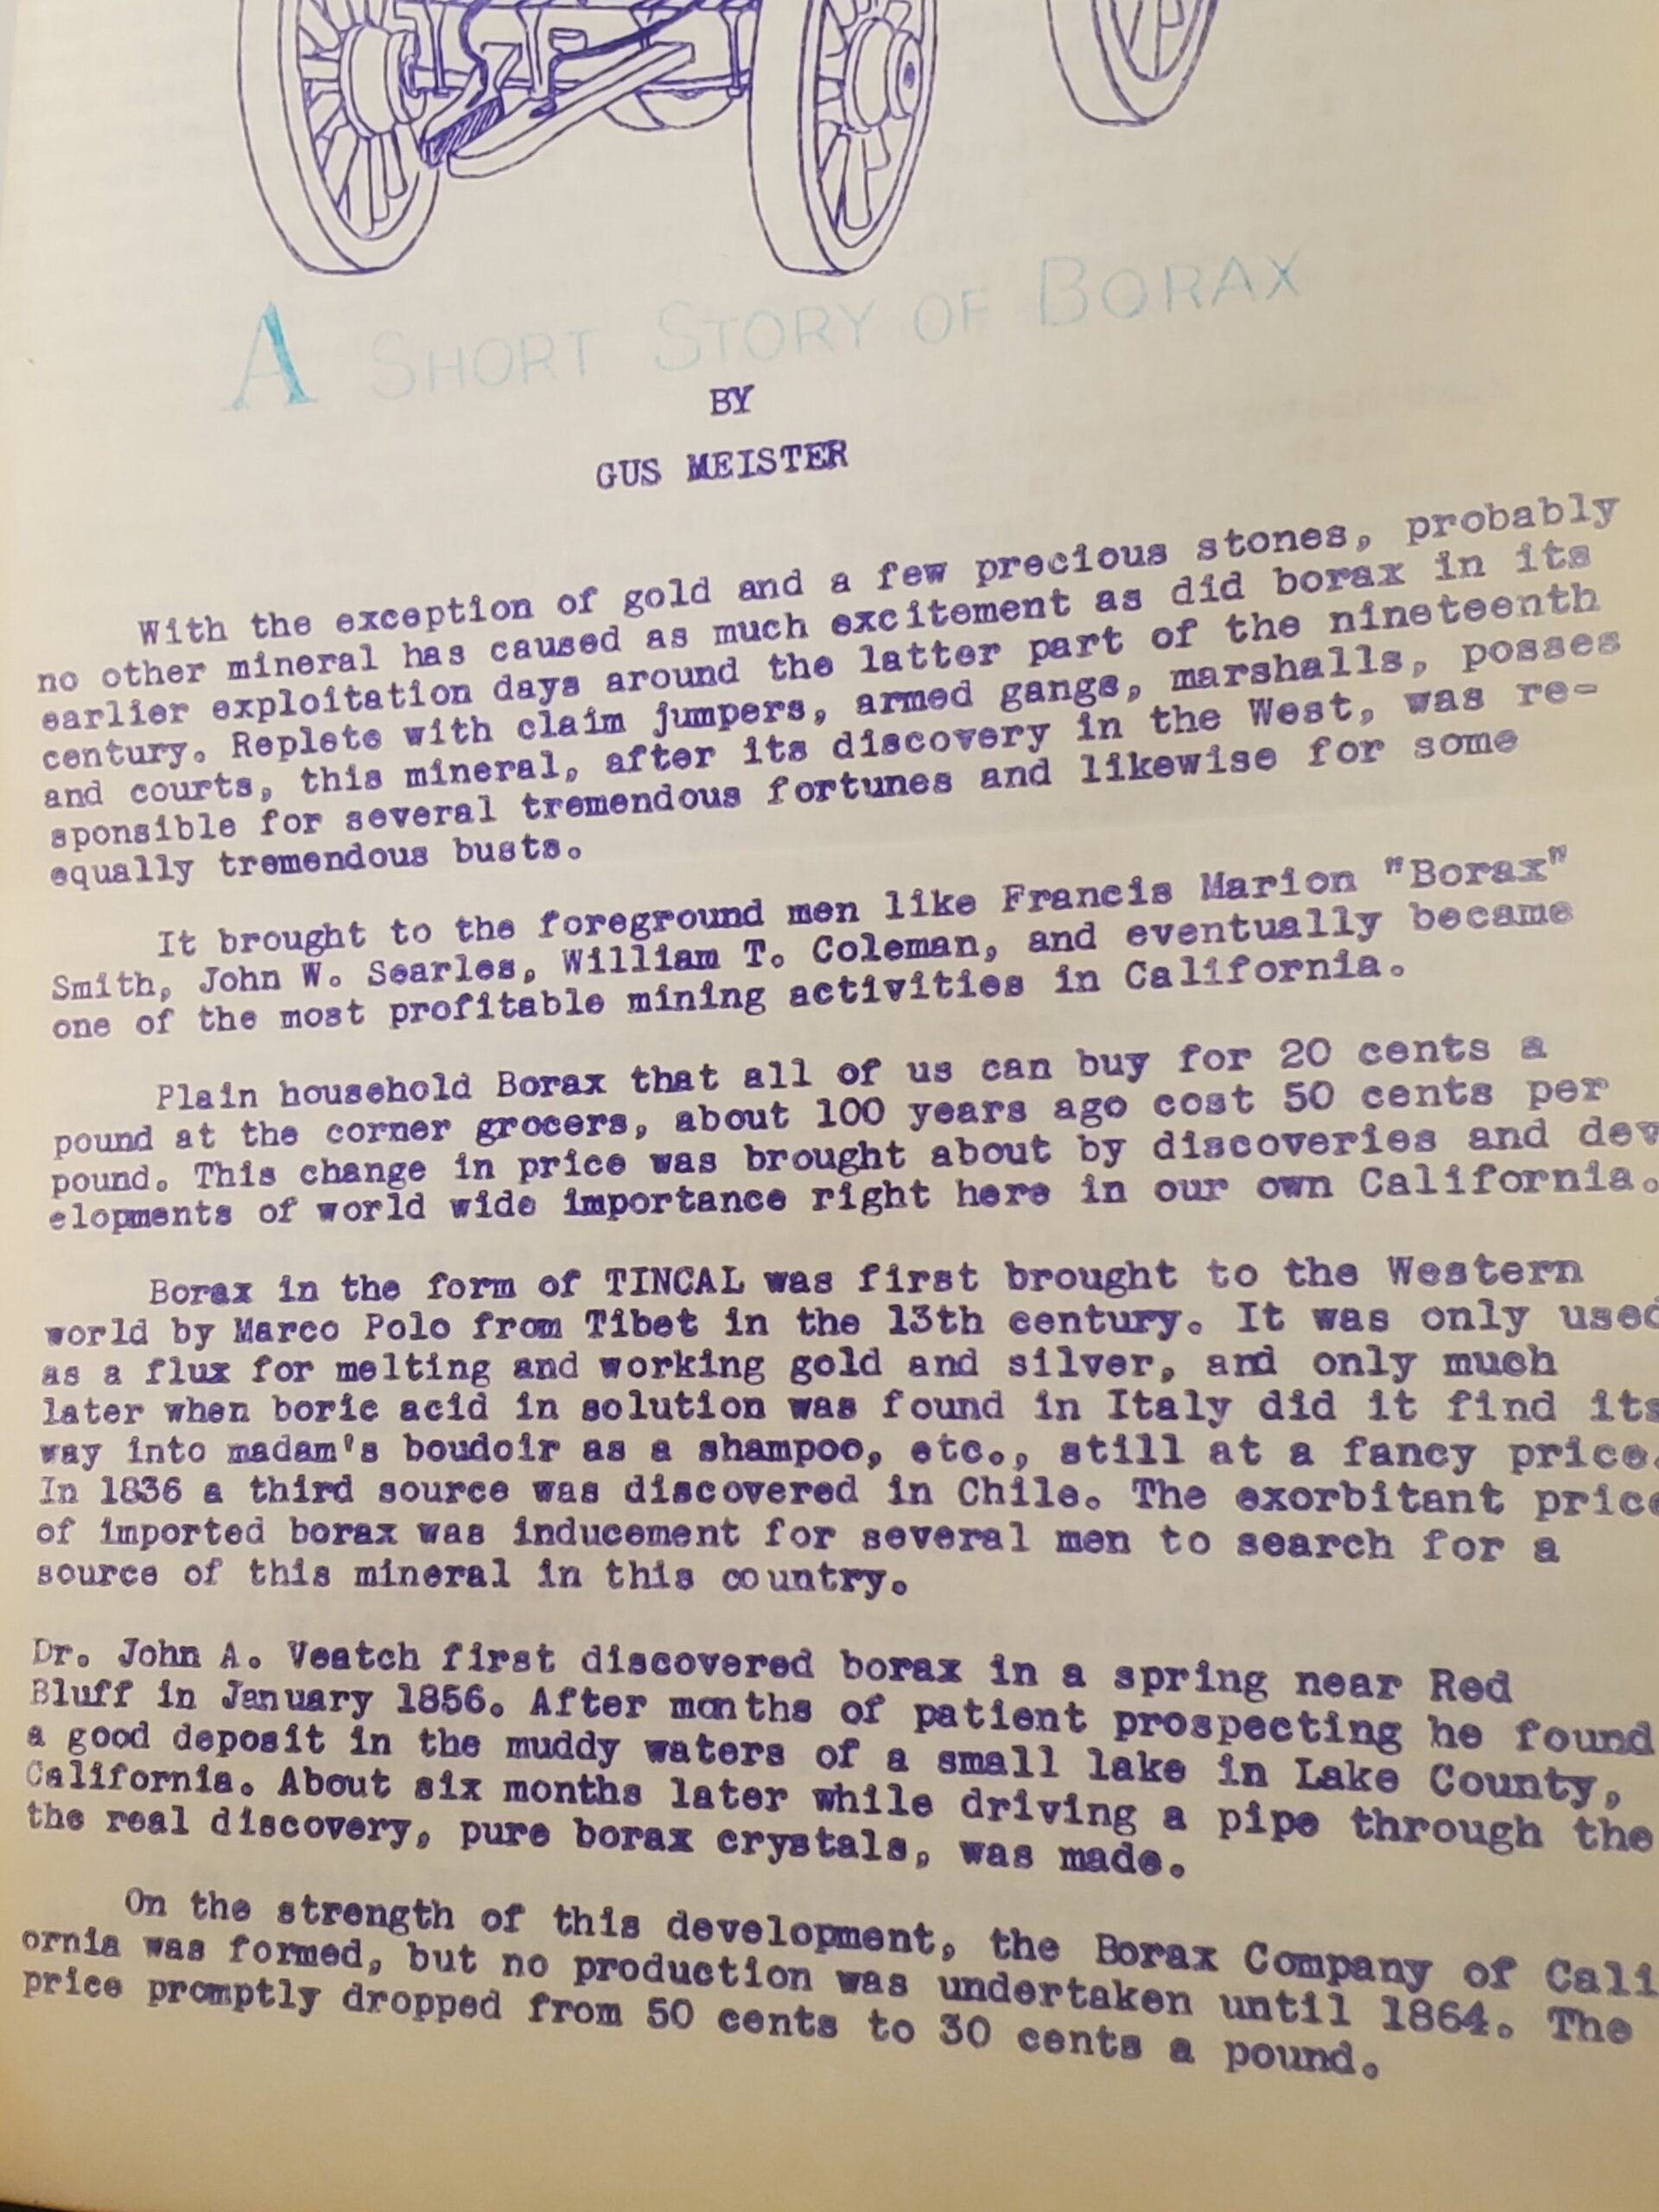 A SHORT STORY OF BORAX
BY
GUS MEISTER
With the exception of gold and a few precious stones, probably
no other mineral has caused as much excitement as did borax in its
earlier exploitation days around the latter part of the nineteenth
century. Replete with claim jumpers, armed gangs, marshalls, posses
and courts, this mineral, after its discovery in the West, was re-
sponsible for several tremendous fortunes and likewise for some
equally tremendous busts.
It brought to the foreground men like Francis Marion "Borax"
Smith, John W. Searles, William T. Coleman, and eventually became
one of the most profitable mining activities in California.
Plain household Borax that all of us can buy for 20 cents a
pound at the corner grocers, about 100 years ago cost 50 cents per
pound. This change in price was brought about by discoveries and dev
elopments of world wide importance right here in our own California.
Borax in the form of TINCAL was first brought to the Western
world by Marco Polo from Tibet in the 13th century. It was only used
as a flux for melting and working gold and silver, and only much
later when boric acid in solution was found in Italy did it find its
way into madam's boudoir as a shampoo, etc., still at a fancy price.
In 1836 a third source was discovered in Chile. The exorbitant price
of imported borax was inducement for several men to search for a
source of this mineral in this country.
Dr. John A. Veatch first discovered borax in a spring near Red
Bluff in January 1856. After months of patient prospecting he found
a good deposit in the muddy waters of a small lake in Lake County,
California. About six months later while driving a pipe through the
the real discovery, pure borax crystals, was made.
On the strength of this development, the Borax Company of Cali
ornia was formed, but no production was undertaken until 1864. The
price promptly dropped from 50 cents to 30 cents a pound.